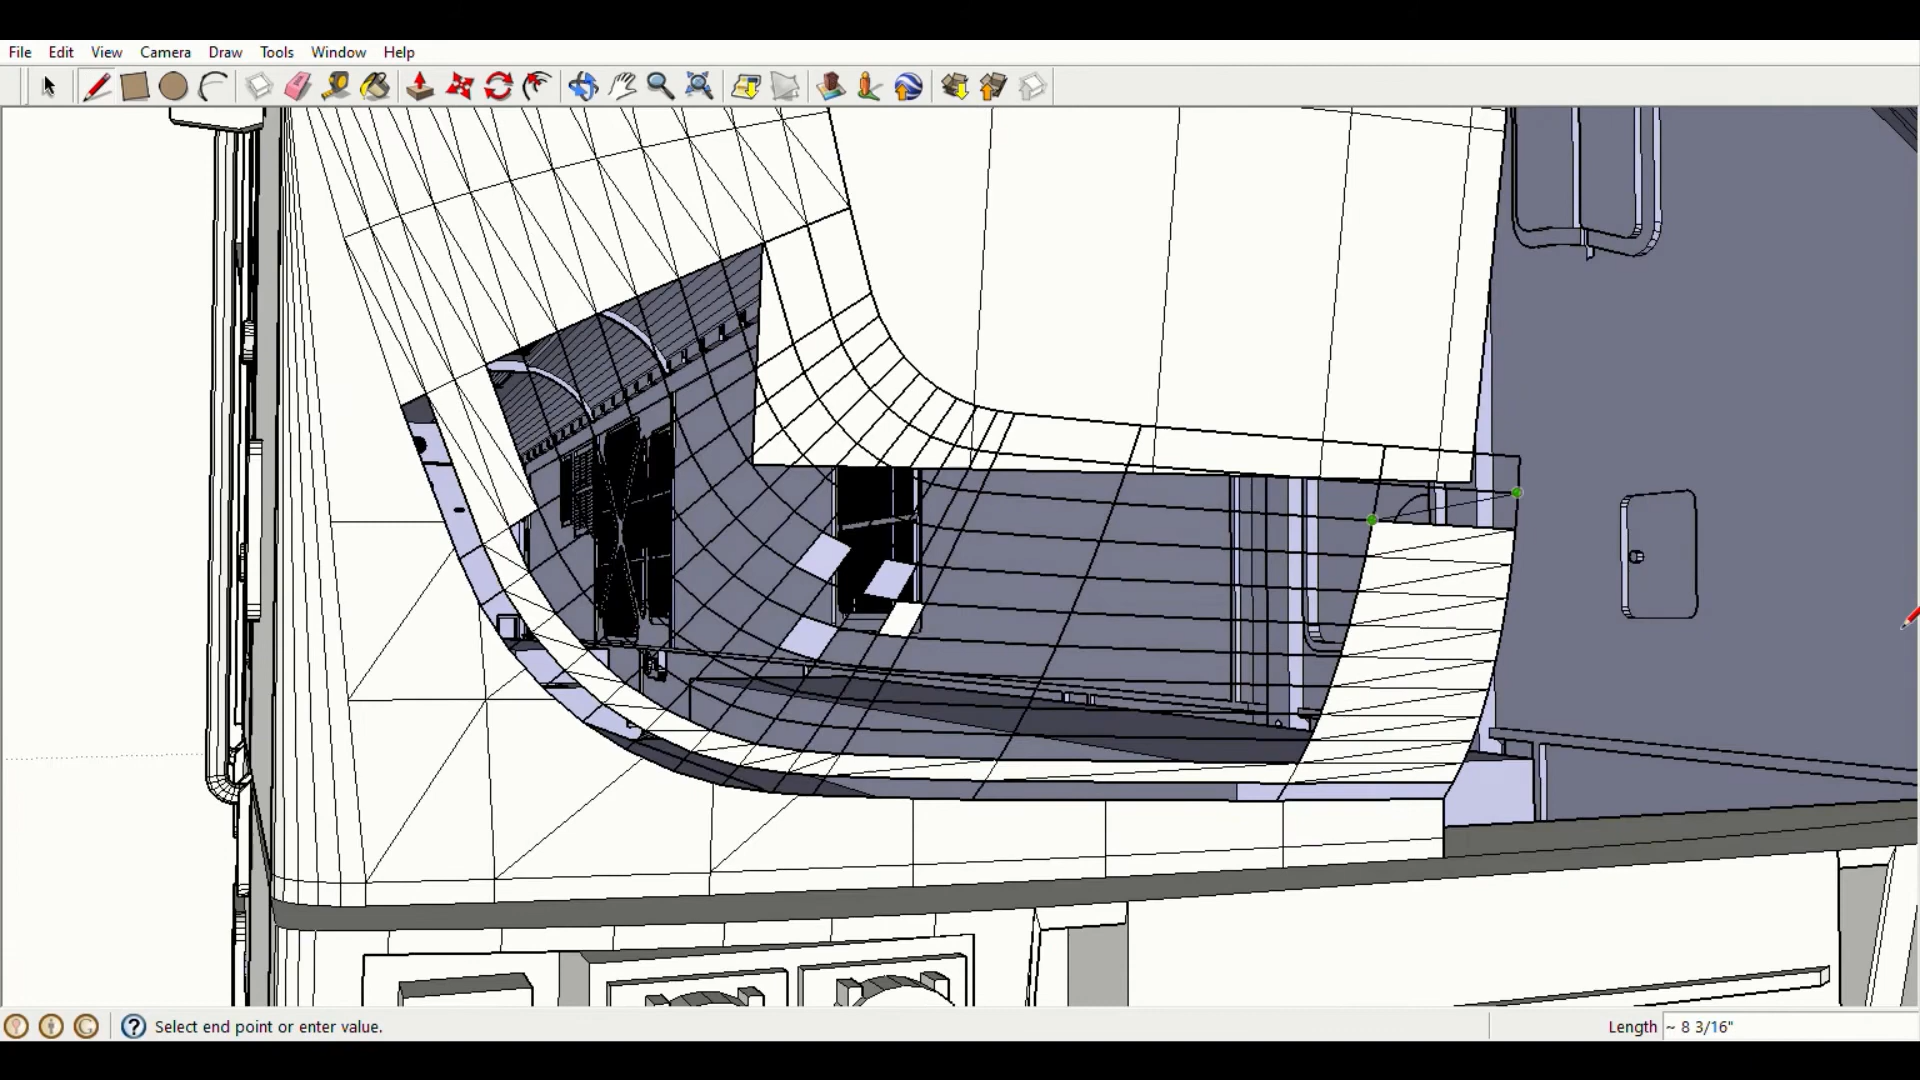 File Edit View Camera Draw Tools Window Help
Select end point or enter value.
Length ~ 8 3/16"